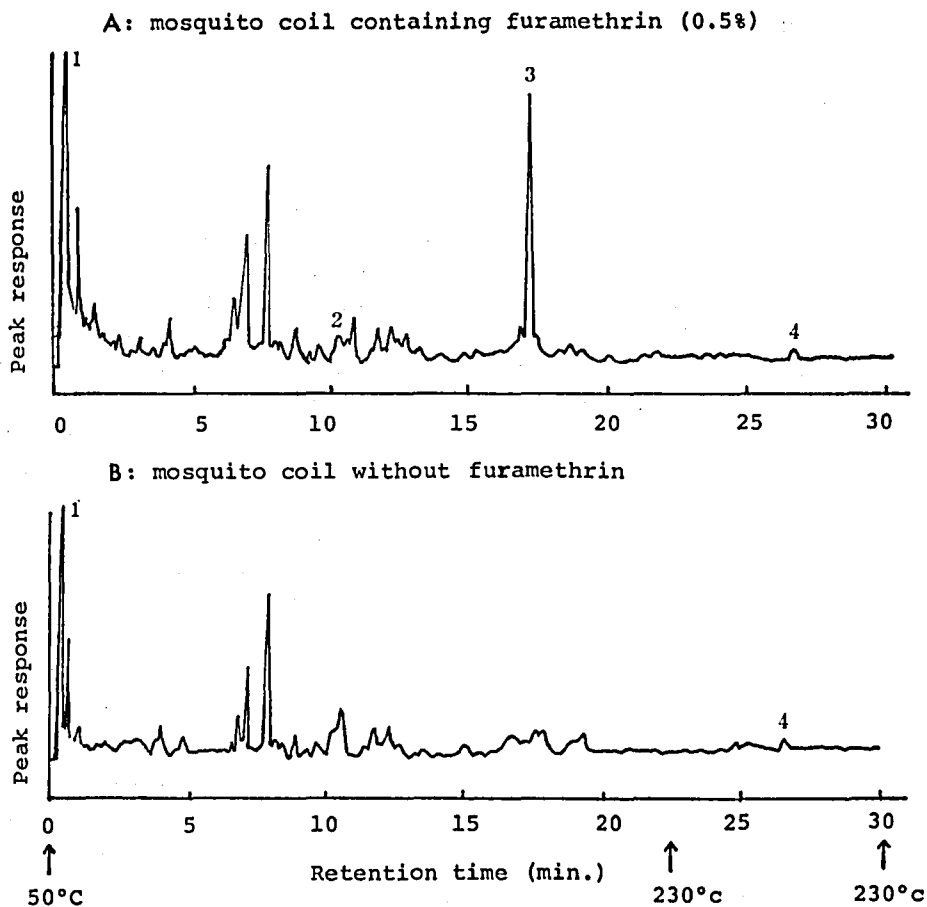 A: mosquito coil containing furamethrin (0.5%)
1
3
2
4
Peak response
0 5 10 15 20 25 30
B: mosquito coil without furamethrin
1
4
Peak response
0 5 10 15 20 25 30
Retention time (min.)
50°C 230°c 230°c